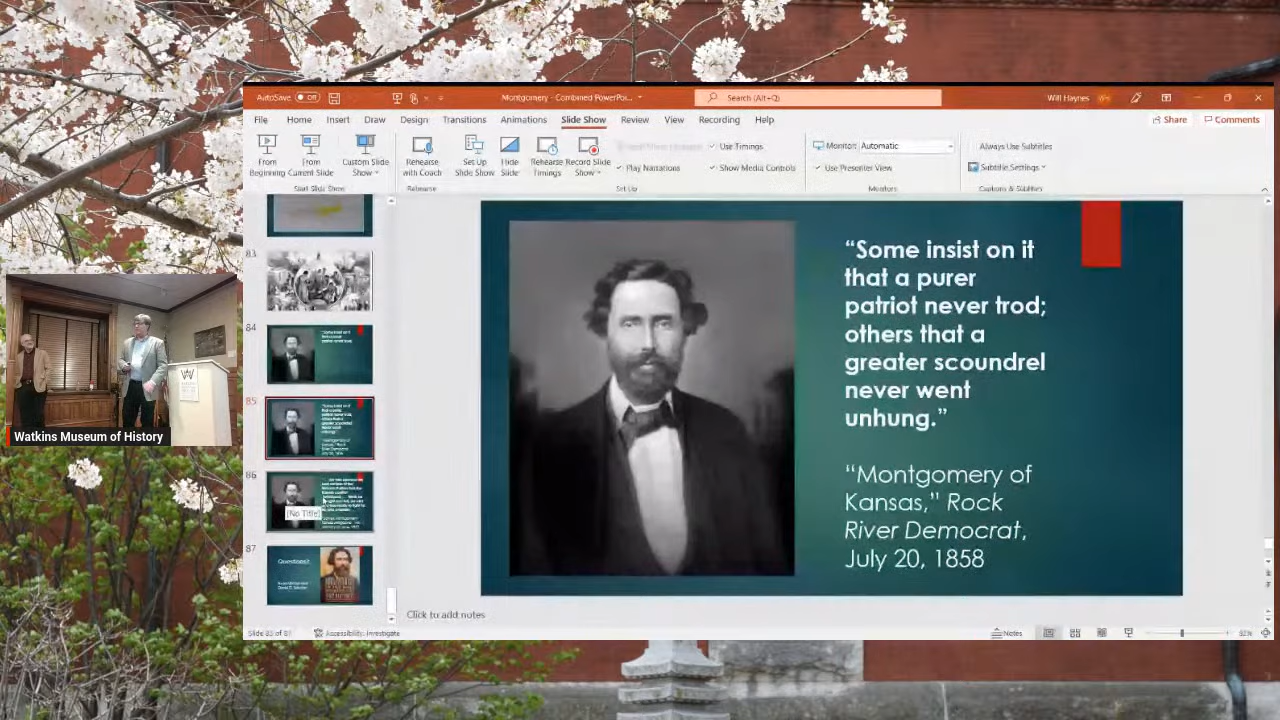 AutoSave Off
Montgomery - Combined PowerPoi...
Search (Alt+Q)
Will Haynes
File Home Insert Draw Design Transitions Animations Slide Show Review View Recording Help
Share Comments
From Beginning
From Current Slide
Custom Slide Show
Rehearse with Coach
Set Up Slide Show
Hide Slide
Rehearse Timings
Record Slide Show
Play Narrations
Use Timings
Show Media Controls
Monitor: Automatic
Use Presenter View
Always Use Subtitles
Subtitle Settings
Start Slide Show
Rehearse
Set Up
Monitors
Captions & Subtitles
83
84
85
86
[No Title]
87
Questions?
“Some insist on it
that a purer
patriot never trod;
others that a
greater scoundrel
never went
unhung.”
“Montgomery of
Kansas,” Rock
River Democrat,
July 20, 1858
Click to add notes
Accessibility: Investigate
Notes
W
Watkins Museum of History